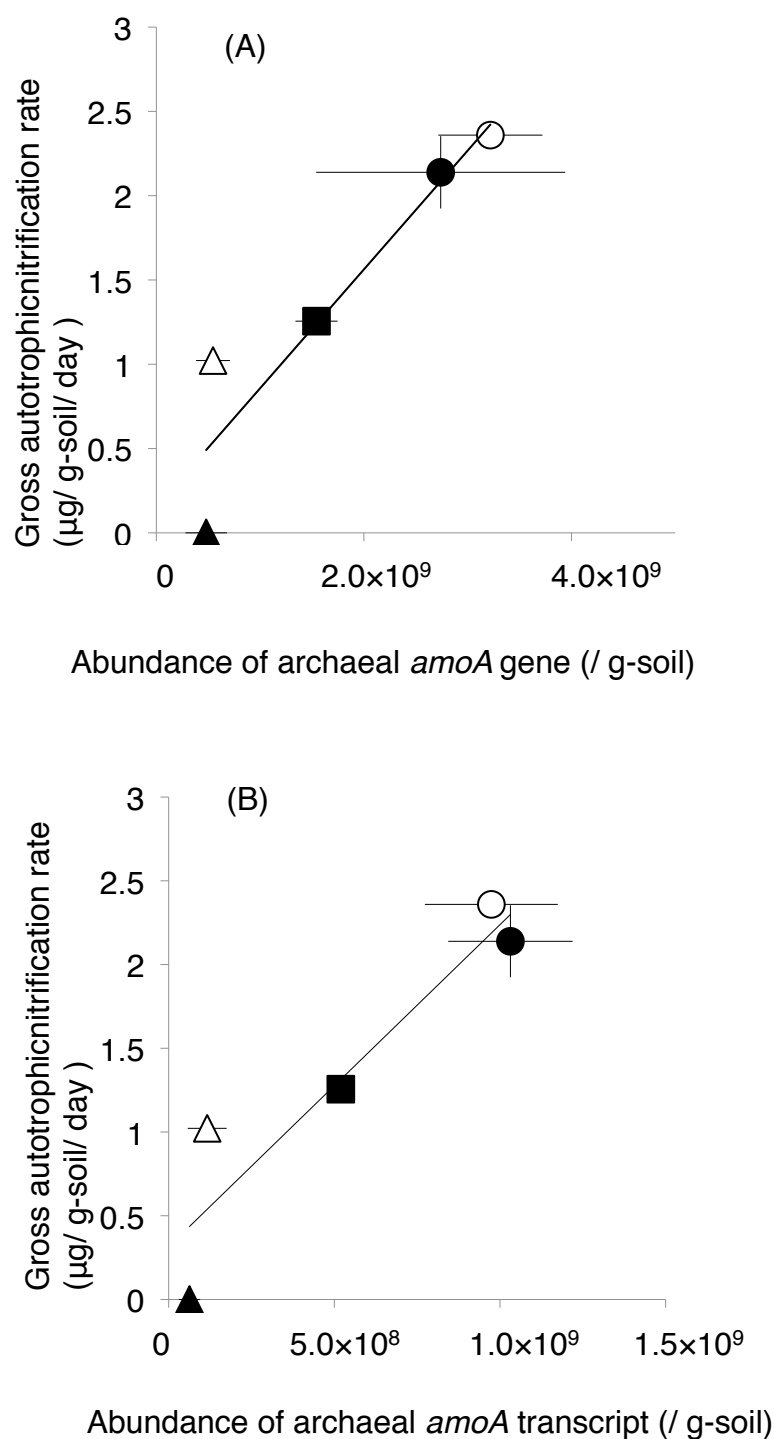 (A)
3
2.5
2
1.5
1
0.5
0
Gross autotrophicnitrification rate
(µg/ g-soil/ day )
0 2.0×10⁹ 4.0×10⁹
Abundance of archaeal amoA gene (/ g-soil)
(B)
3
2.5
2
1.5
1
0.5
0
Gross autotrophicnitrification rate
(µg/ g-soil/ day )
0 5.0×10⁸ 1.0×10⁹ 1.5×10⁹
Abundance of archaeal amoA transcript (/ g-soil)